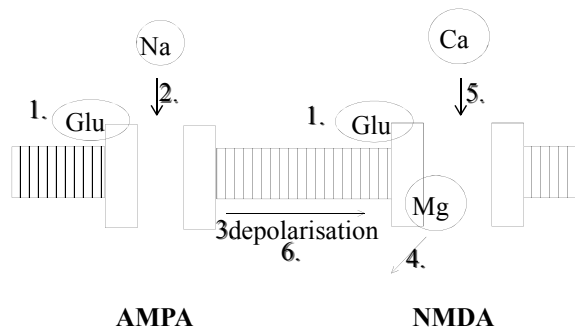 Na
Ca
2.
5.
1.
Glu
1.
Glu
Mg
3depolarisation
6.
4.
AMPA
NMDA